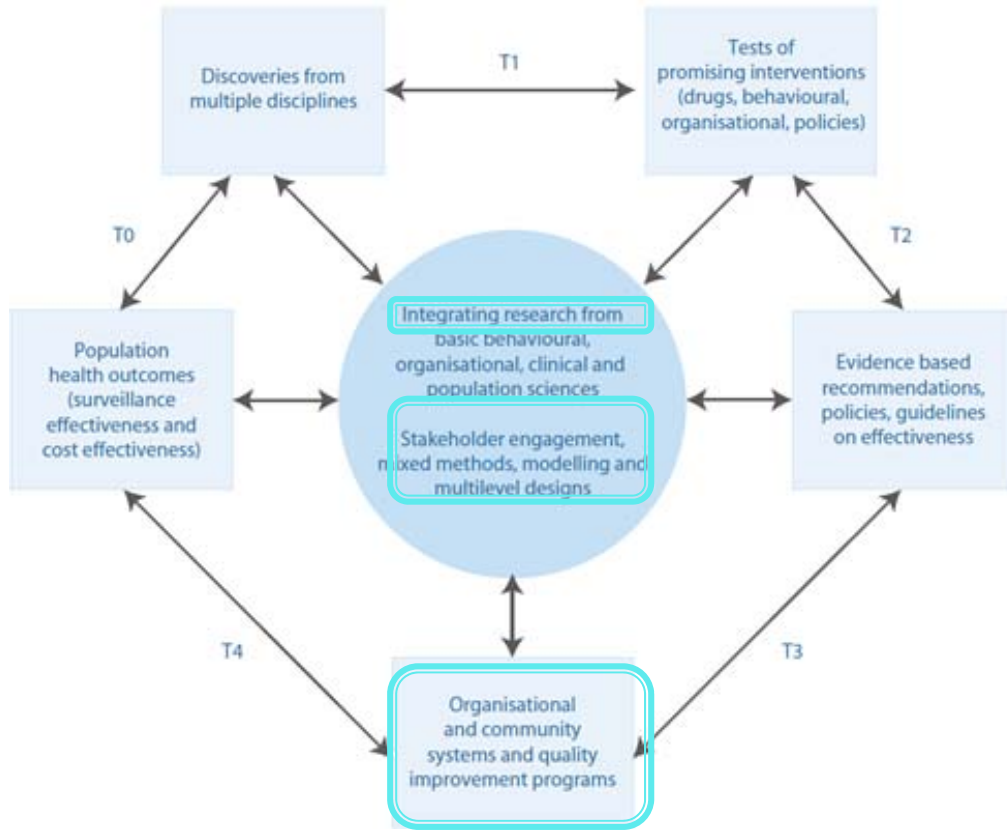 Discoveries from
multiple disciplines
T1
Tests of
promising interventions
(drugs, behavioural,
organisational, policies)
T0
T2
Population
health outcomes
(surveillance
effectiveness and
cost effectiveness)
Integrating research from
basic behavioural,
organisational, clinical and
population sciences
Stakeholder engagement,
mixed methods, modelling and
multilevel designs
Evidence based
recommendations,
policies, guidelines
on effectiveness
T4
T3
Organisational
and community
systems and quality
improvement programs